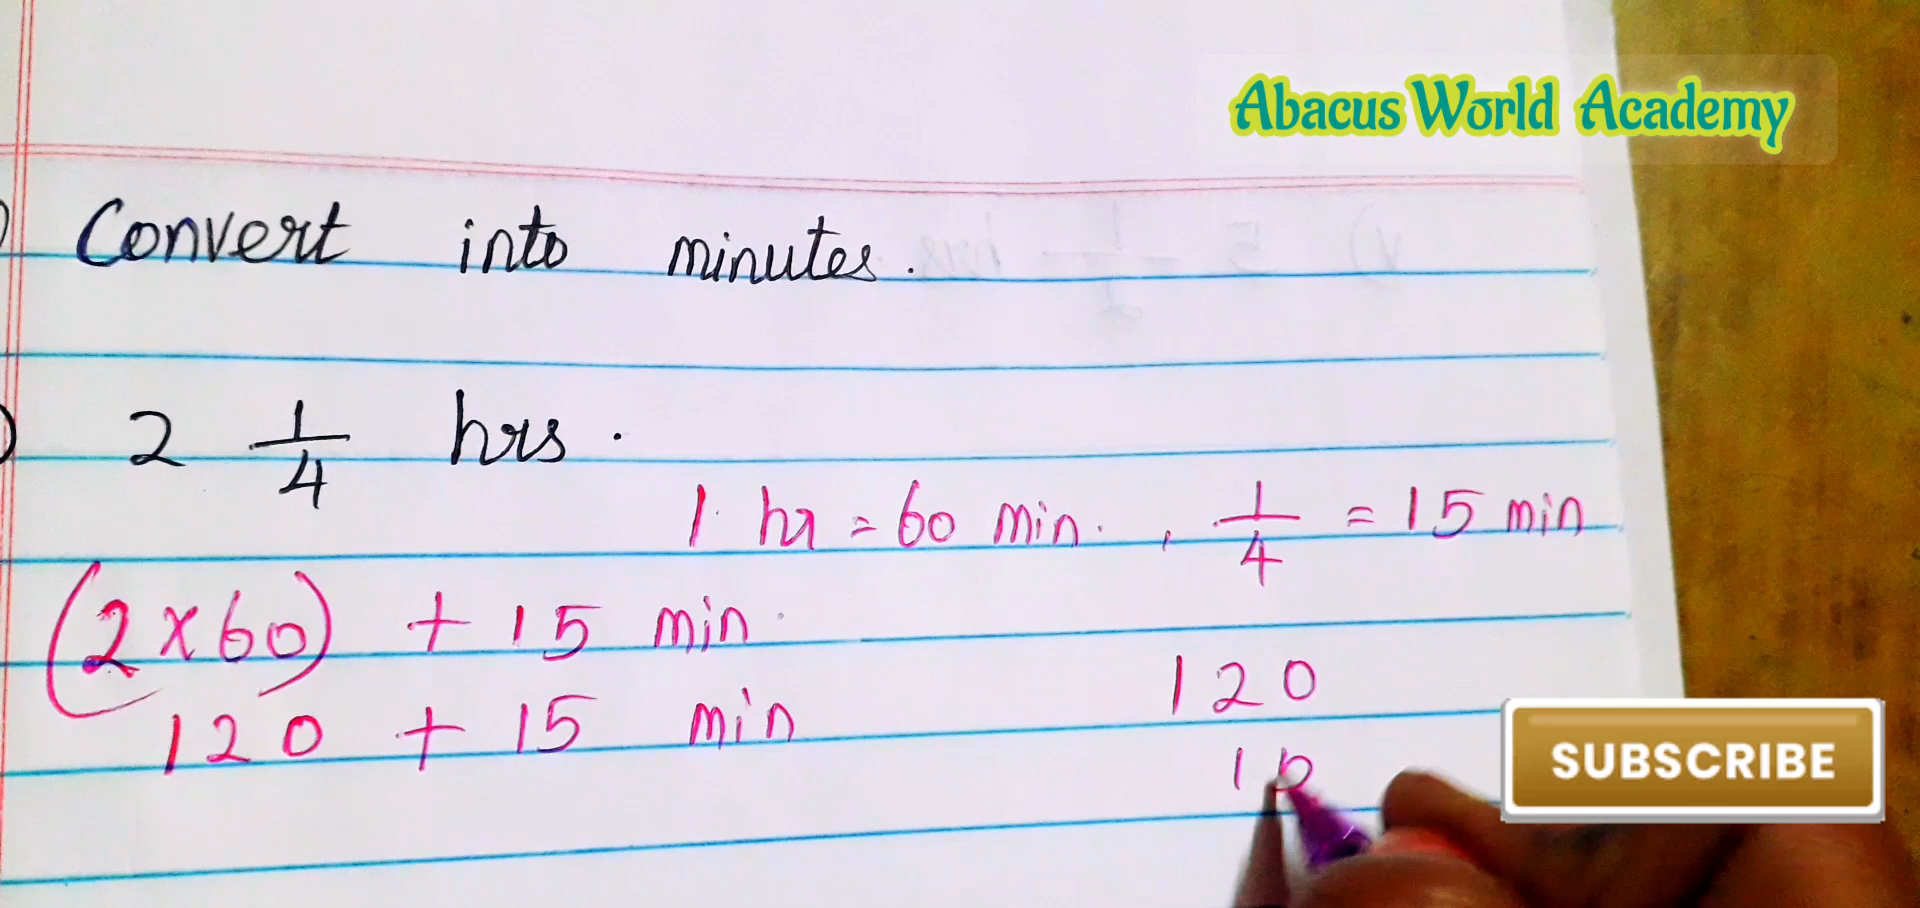 Abacus World Academy
Convert into minutes.
2 1/4 hrs.
1 hr = 60 min. , 1/4 = 15 min
(2 x 60) + 15 min.
120 + 15 min
120
SUBSCRIBE